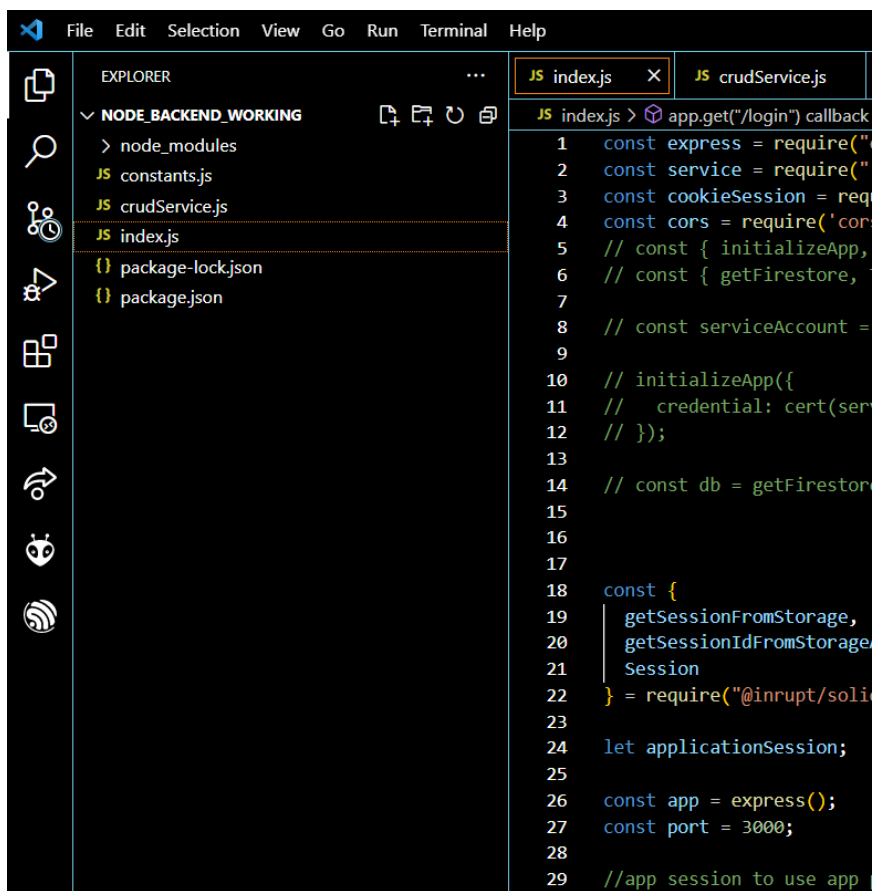 File Edit Selection View Go Run Terminal Help
EXPLORER ...
NODE_BACKEND_WORKING
> node_modules
JS constants.js
JS crudService.js
JS index.js
{} package-lock.json
{} package.json
JS index.js × JS crudService.js
JS index.js > app.get("/login") callback
1 const express = require("
2 const service = require("
3 const cookieSession = requ
4 const cors = require('cors
5 // const { initializeApp,
6 // const { getFirestore,
7
8 // const serviceAccount =
9
10 // initializeApp({
11 //   credential: cert(serv
12 // });
13
14 // const db = getFirestore
15
16
17
18 const {
19   getSessionFromStorage,
20   getSessionIdFromStorageA
21   Session
22 } = require("@inrupt/solid
23
24 let applicationSession;
25
26 const app = express();
27 const port = 3000;
28
29 //app session to use app